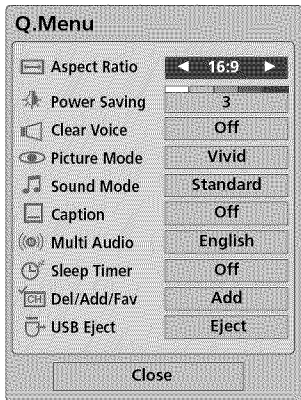 Q.Menu
Aspect Ratio ◄ 16:9 ►
Power Saving 3
Clear Voice Off
Picture Mode Vivid
Sound Mode Standard
Caption Off
Multi Audio English
Sleep Timer Off
CH Del/Add/Fav Add
USB Eject Eject
Close